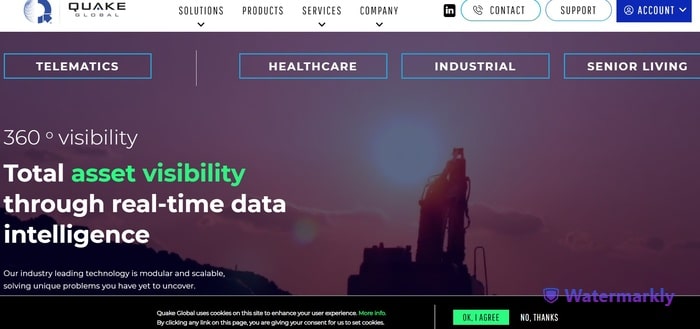 QUAKE
GLOBAL
SOLUTIONS PRODUCTS SERVICES COMPANY
in CONTACT SUPPORT ACCOUNT
TELEMATICS HEALTHCARE INDUSTRIAL SENIOR LIVING
360 º visibility
Total asset visibility
through real-time data
intelligence
Our industry leading technology is modular and scalable,
solving unique problems you have yet to uncover.
Watermarkly
Quake Global uses cookies on this site to enhance your user experience. More info.
By clicking any link on this page, you are giving your consent for us to set cookies.
OK, I AGREE NO, THANKS